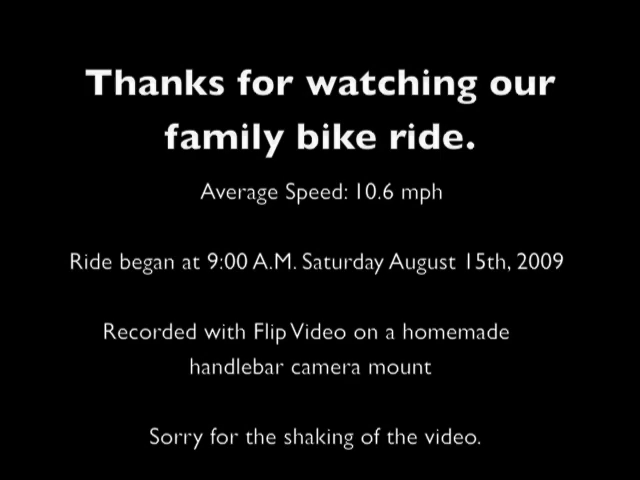 Thanks for watching our
family bike ride.
Average Speed: 10.6 mph
Ride began at 9:00 A.M. Saturday August 15th, 2009
Recorded with Flip Video on a homemade
handlebar camera mount
Sorry for the shaking of the video.